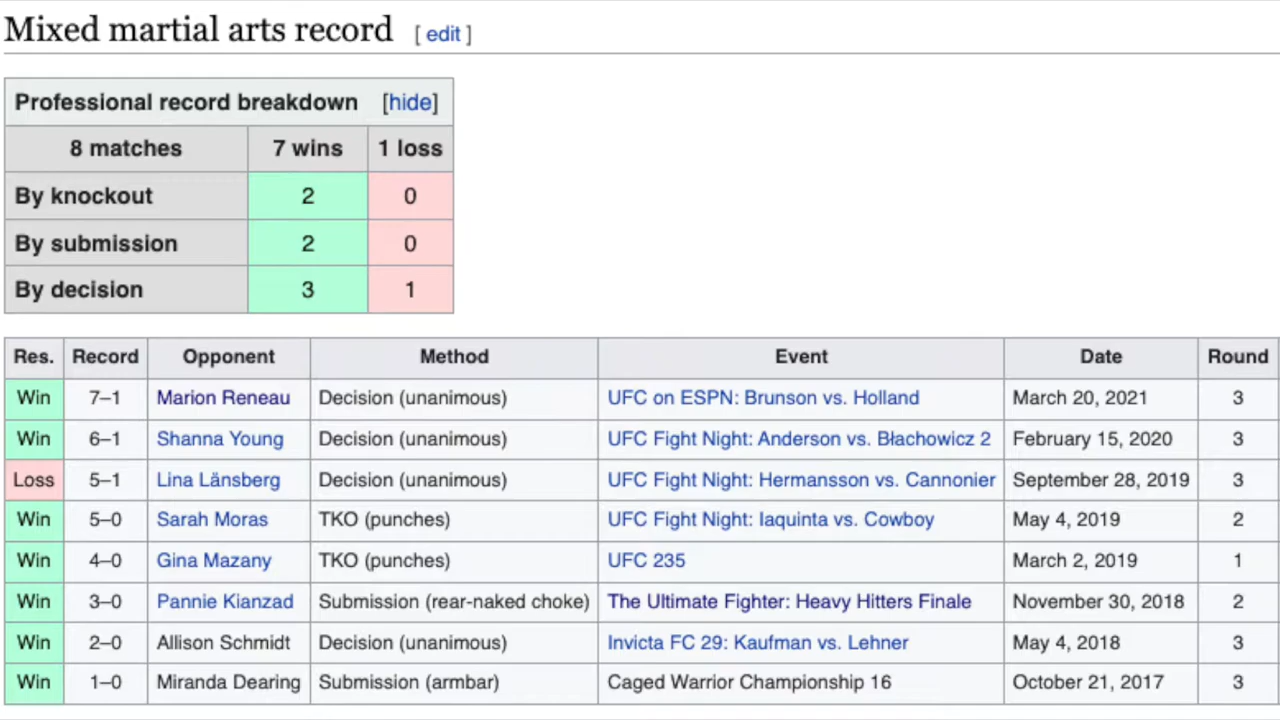 Mixed martial arts record [ edit ]
Professional record breakdown [hide]
8 matches 7 wins 1 loss
By knockout 2 0
By submission 2 0
By decision 3 1
Res. Record Opponent Method Event Date Round
Win 7–1 Marion Reneau Decision (unanimous) UFC on ESPN: Brunson vs. Holland March 20, 2021 3
Win 6–1 Shanna Young Decision (unanimous) UFC Fight Night: Anderson vs. Błachowicz 2 February 15, 2020 3
Loss 5–1 Lina Länsberg Decision (unanimous) UFC Fight Night: Hermansson vs. Cannonier September 28, 2019 3
Win 5–0 Sarah Moras TKO (punches) UFC Fight Night: Iaquinta vs. Cowboy May 4, 2019 2
Win 4–0 Gina Mazany TKO (punches) UFC 235 March 2, 2019 1
Win 3–0 Pannie Kianzad Submission (rear-naked choke) The Ultimate Fighter: Heavy Hitters Finale November 30, 2018 2
Win 2–0 Allison Schmidt Decision (unanimous) Invicta FC 29: Kaufman vs. Lehner May 4, 2018 3
Win 1–0 Miranda Dearing Submission (armbar) Caged Warrior Championship 16 October 21, 2017 3